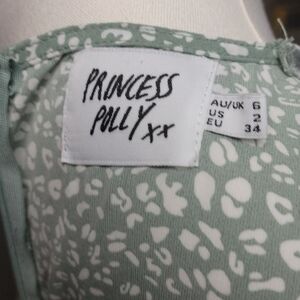 PRINCESS
POLLY xx
AU/UK 6
US 2
EU 34